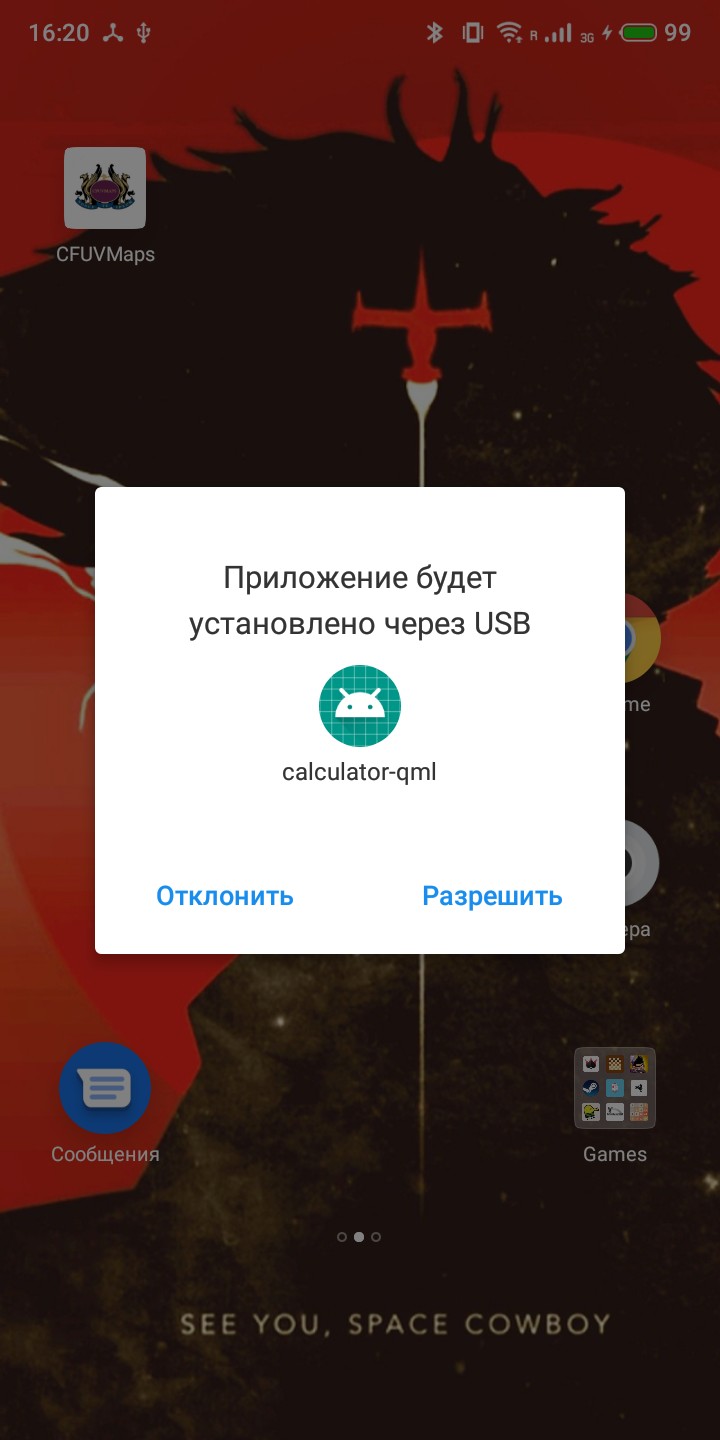 16:20
R
3G
99
CFUVMaps
Приложение будет
установлено через USB
calculator-qml
me
Отклонить
Разрешить
ера
Сообщения
Games
SEE YOU, SPACE COWBOY